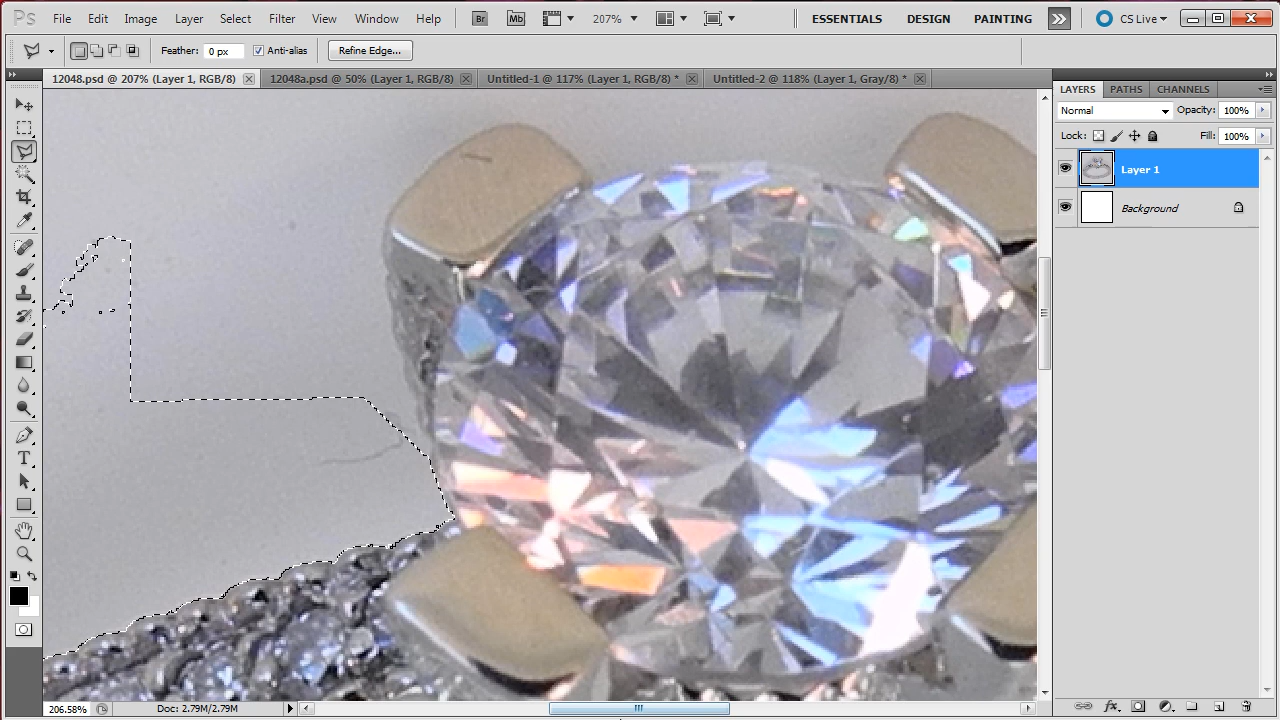 Ps File Edit Image Layer Select Filter View Window Help Br Mb 207% ESSENTIALS DESIGN PAINTING CS Live
Feather: 0 px Anti-alias Refine Edge...
12048.psd @ 207% (Layer 1, RGB/8) 12048a.psd @ 50% (Layer 1, RGB/8) Untitled-1 @ 117% (Layer 1, RGB/8) * Untitled-2 @ 118% (Layer 1, Gray/8) *
LAYERS PATHS CHANNELS
Normal Opacity: 100%
Lock: Fill: 100%
Layer 1
Background
T
fx
206.58% Doc: 2.79M/2.79M